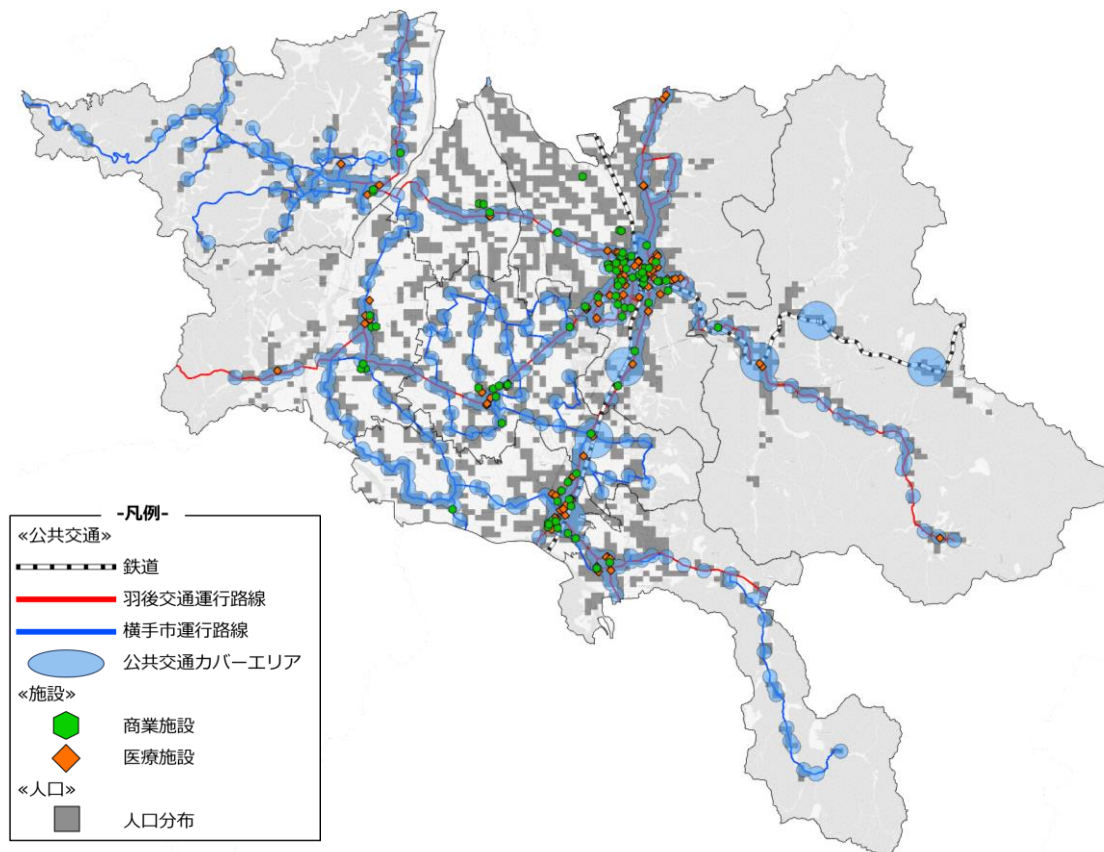 -凡例-
«公共交通»
鉄道
羽後交通運行路線
横手市運行路線
公共交通カバーエリア
«施設»
商業施設
医療施設
«人口»
人口分布